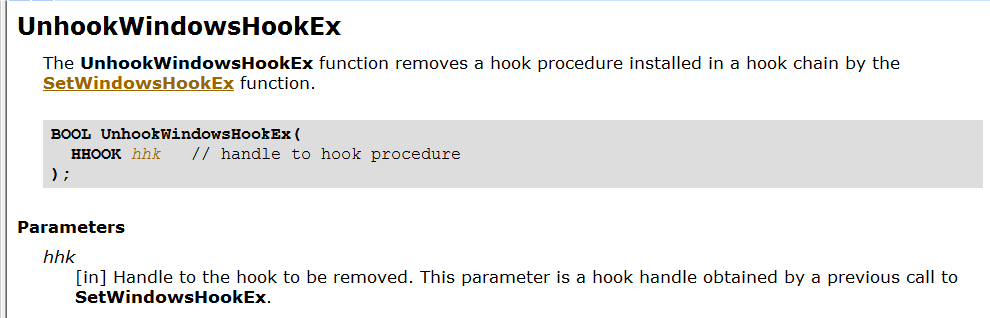 UnhookWindowsHookEx
The UnhookWindowsHookEx function removes a hook procedure installed in a hook chain by the
SetWindowsHookEx function.
BOOL UnhookWindowsHookEx(
  HHOOK hhk   // handle to hook procedure
);
Parameters
hhk
[in] Handle to the hook to be removed. This parameter is a hook handle obtained by a previous call to
SetWindowsHookEx.